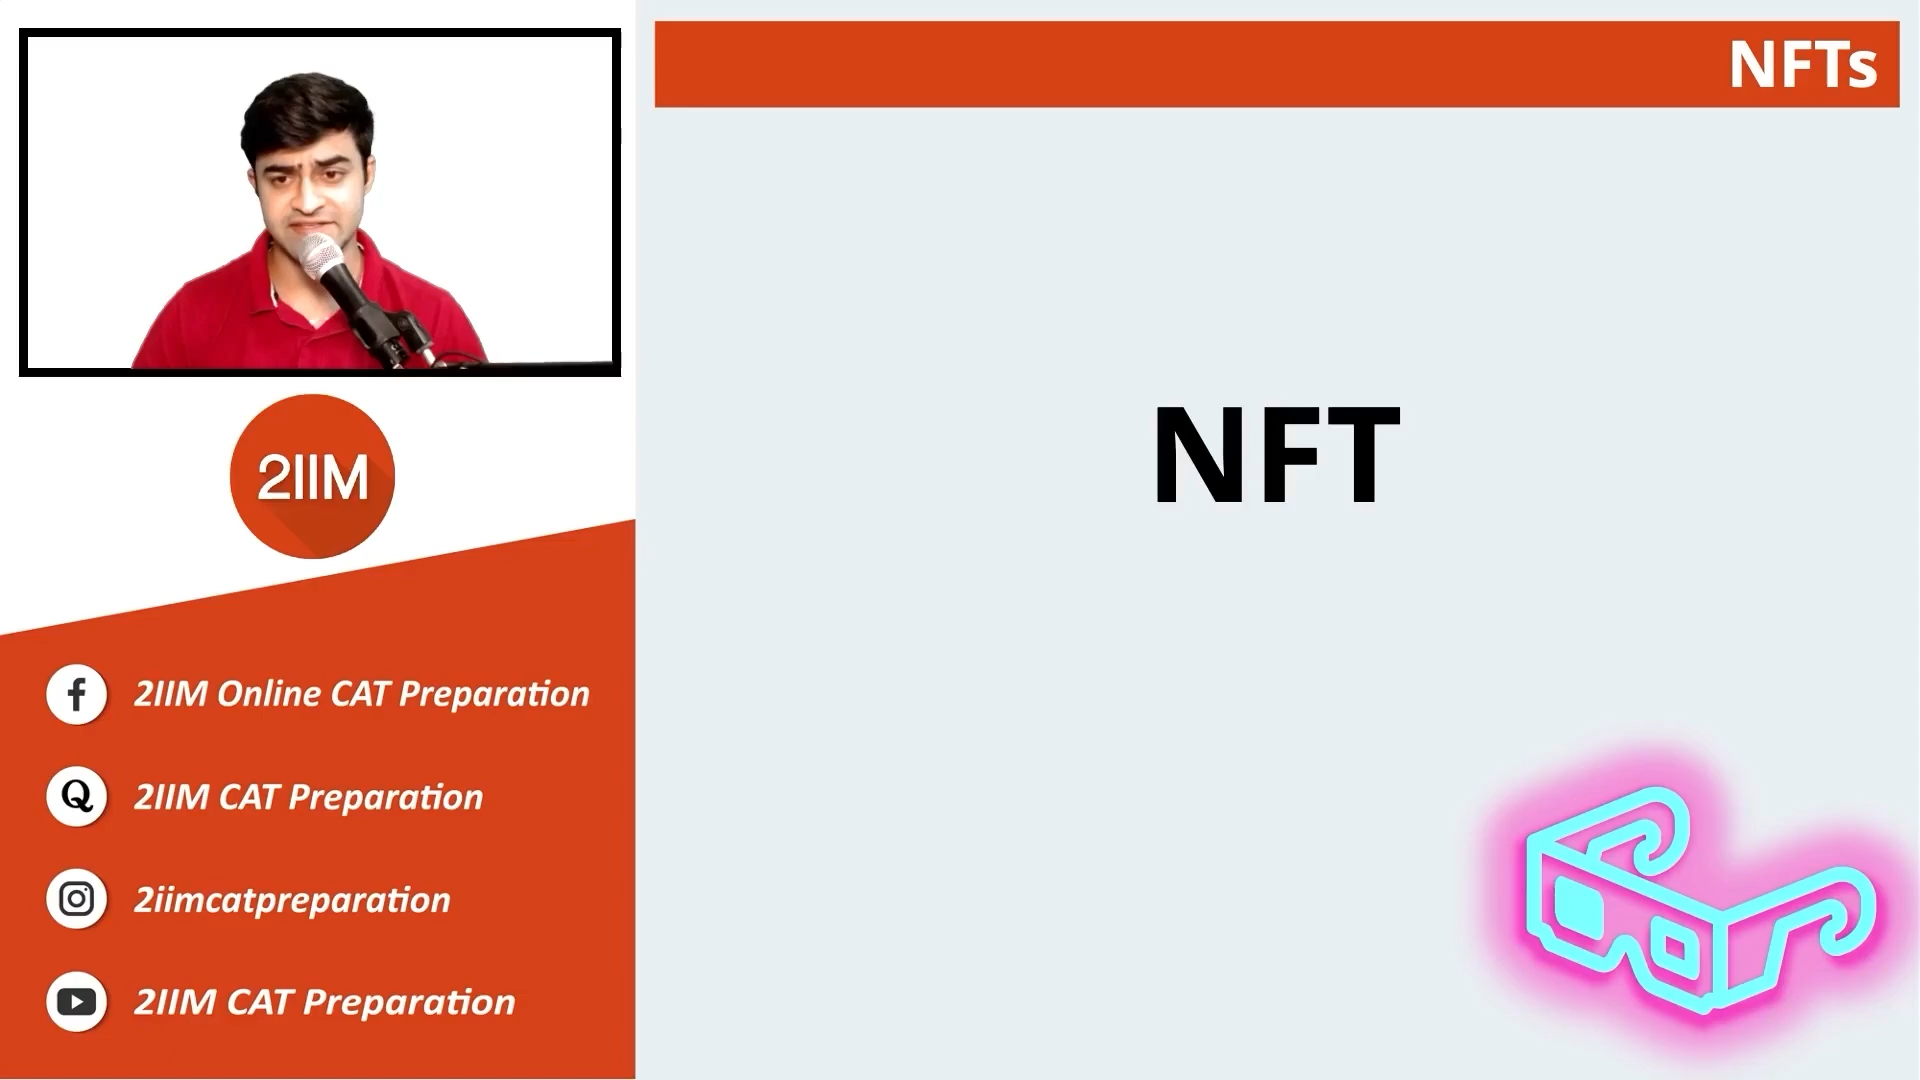 NFTs
NFT
2IIM
2IIM Online CAT Preparation
2IIM CAT Preparation
2iimcatpreparation
2IIM CAT Preparation